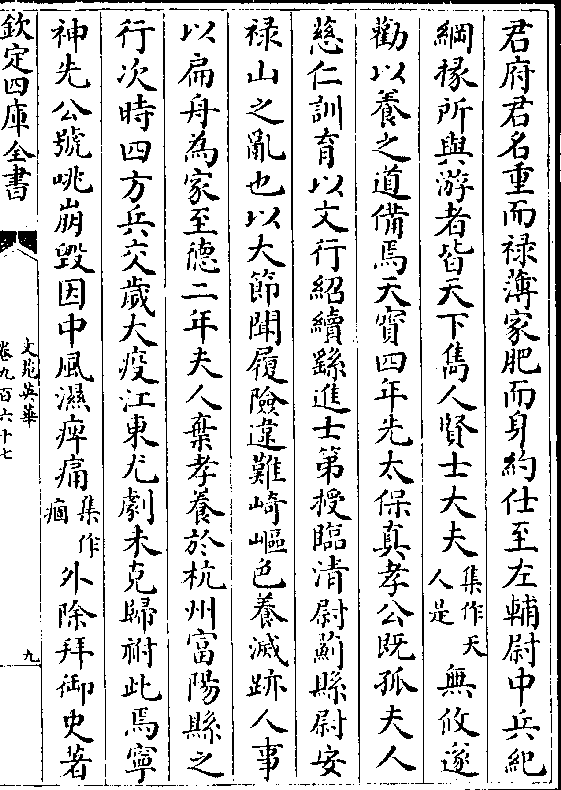 君府君名重而禄薄家肥而身約仕至左輔尉中兵紀
綱掾所與游者皆天下雋人賢士大夫集作天人是無攸遂
勸以養之道備焉天寳四年先太保真孝公既孤夫人
慈仁訓育以文行紹續繇進士第授臨清尉薊縣尉安
禄山之亂也以大節聞履險違難崎嶇色養滅跡人事
以扁舟為家至德二年夫人棄孝養於杭州富陽縣之
行次時四方兵交歲大疫江東尤劇未克歸祔此焉寧
神先公號咷崩毀因中風濕痺痛集作痼外除拜御史著
欽定四庫全書
文苑英華
卷九百六十七
九